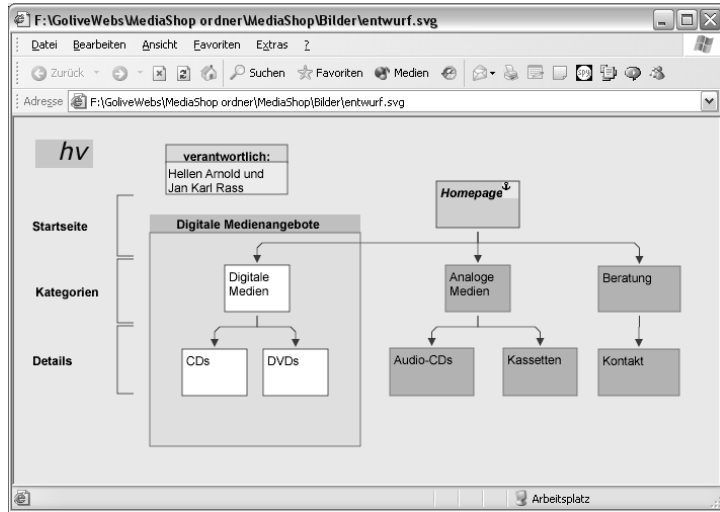 F:\GoliveWebs\MediaShop ordner\MediaShop\Bilder\entwurf.svg
Datei Bearbeiten Ansicht Favoriten Extras ?
Zurück Suchen Favoriten Medien
Adresse F:\GoliveWebs\MediaShop ordner\MediaShop\Bilder\entwurf.svg
hv
verantwortlich:
Hellen Arnold und
Jan Karl Rass
Homepage
Startseite
Digitale Medienangebote
Kategorien
Digitale
Medien
Analoge
Medien
Beratung
Details
CDs
DVDs
Audio-CDs
Kassetten
Kontakt
Arbeitsplatz